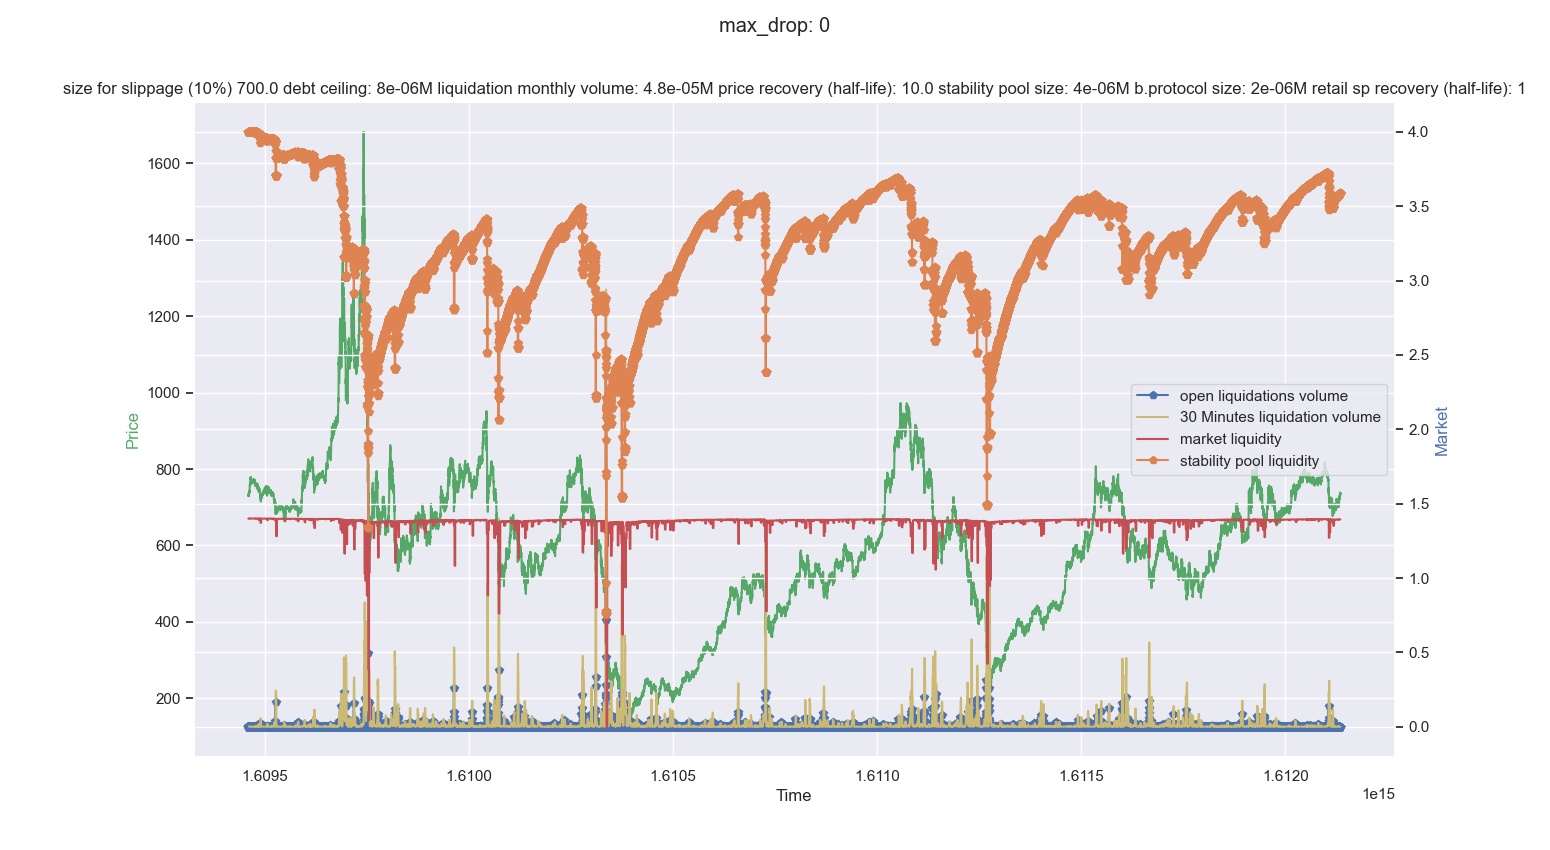 max_drop: 0
size for slippage (10%) 700.0 debt ceiling: 8e-06M liquidation monthly volume: 4.8e-05M price recovery (half-life): 10.0 stability pool size: 4e-06M b.protocol size: 2e-06M retail sp recovery (half-life): 1
1600
1400
1200
1000
800
600
400
200
Price
4.0
3.5
3.0
2.5
2.0
1.5
1.0
0.5
0.0
Market
open liquidations volume
30 Minutes liquidation volume
market liquidity
stability pool liquidity
1.6095 1.6100 1.6105 1.6110 1.6115 1.6120
Time
1e15